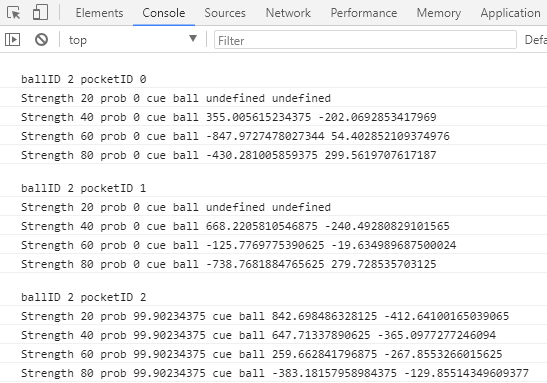 Elements Console Sources Network Performance Memory Application
top Filter Defa
ballID 2 pocketID 0
Strength 20 prob 0 cue ball undefined undefined
Strength 40 prob 0 cue ball 355.005615234375 -202.0692853417969
Strength 60 prob 0 cue ball -847.9727478027344 54.402852109374976
Strength 80 prob 0 cue ball -430.281005859375 299.5619707617187
ballID 2 pocketID 1
Strength 20 prob 0 cue ball undefined undefined
Strength 40 prob 0 cue ball 668.2205810546875 -240.49280829101565
Strength 60 prob 0 cue ball -125.7769775390625 -19.634989687500024
Strength 80 prob 0 cue ball -738.7681884765625 279.728535703125
ballID 2 pocketID 2
Strength 20 prob 99.90234375 cue ball 842.698486328125 -412.64100165039065
Strength 40 prob 99.90234375 cue ball 647.71337890625 -365.0977277246094
Strength 60 prob 99.90234375 cue ball 259.662841796875 -267.8553266015625
Strength 80 prob 99.90234375 cue ball -383.18157958984375 -129.85514349609377